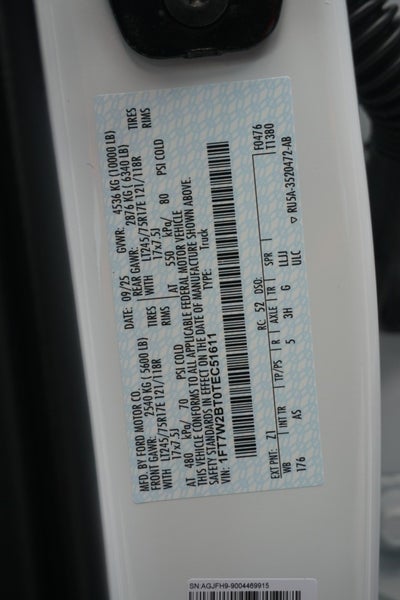 MFD. BY FORD MOTOR CO.
DATE: 09/25 GVWR: 4536 KG (10000 LB)
FRONT GAWR: 2540 KG (5600 LB) REAR GAWR: 2876 KG (6340 LB)
LT245/75R17E 121/118R TIRES WITH LT245/75R17E 121/118R TIRES
17x7.5J RIMS 17x7.5J RIMS
AT 480 kPa/ 70 PSI COLD AT 550 kPa/ 80 PSI COLD
THIS VEHICLE CONFORMS TO ALL APPLICABLE FEDERAL MOTOR VEHICLE
SAFETY STANDARDS IN EFFECT ON THE DATE OF MANUFACTURE SHOWN ABOVE.
VIN: 1FT7W2BT0TEC51611 TYPE: Truck
F0476
T1380
EXT PNT: Z1 RC: 52 DSO:
WB INT TR TP/PS R AXLE TR SPR
176 AS 5 3H G LLJJ ULC
▽ RU5A-3520472-AB
SN:AGJFH9-9004469915